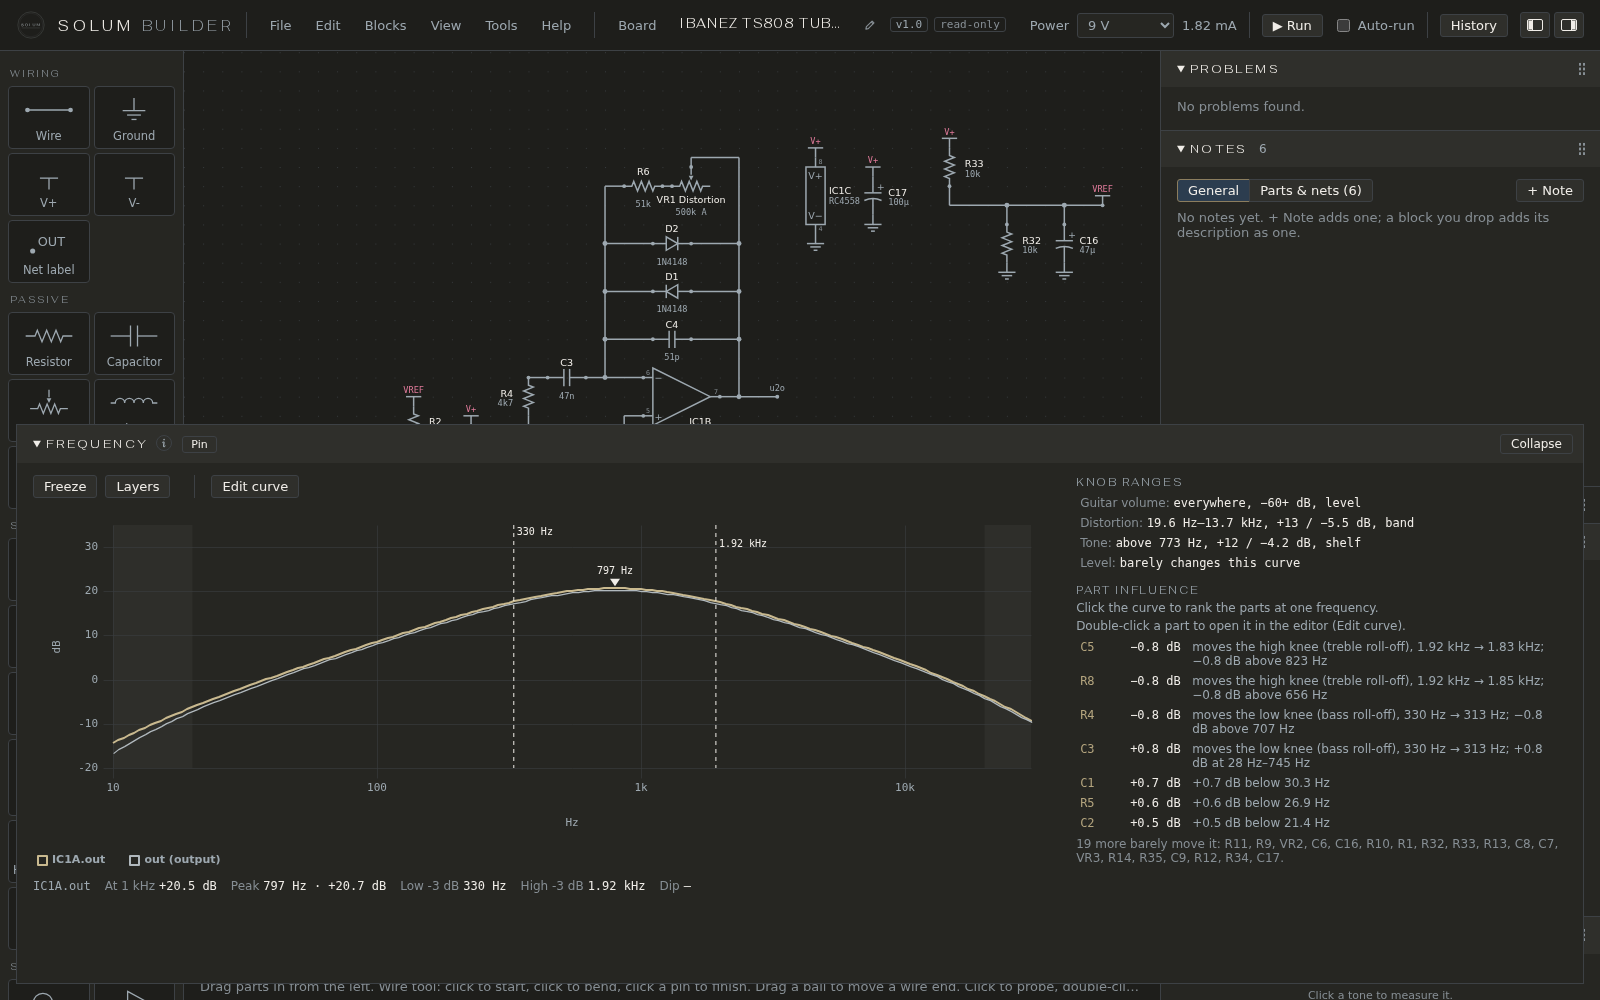 SOLUM BUILDER
File Edit Blocks View Tools Help
Board IBANEZ TS808 TUB... v1.0 read-only
Power 9 V 1.82 mA ▶ Run Auto-run History
WIRING
Wire Ground
V+ V-
OUT
Net label
PASSIVE
Resistor Capacitor
R6
51k
VR1 Distortion
500k A
D2
1N4148
D1
1N4148
C4
51p
C3
47n
R4
4k7
VREF
R2
V+
6
−
5
+
7
IC1B
u2o
V+
8
V+
V−
4
IC1C
RC4558
V+
+
C17
100µ
V+
R33
10k
VREF
R32
10k
+
C16
47µ
▼ PROBLEMS
No problems found.
▼ NOTES 6
General Parts & nets (6) + Note
No notes yet. + Note adds one; a block you drop adds its
description as one.
▼ FREQUENCY i Pin Collapse
Freeze Layers Edit curve
330 Hz
1.92 kHz
797 Hz
dB
30
20
10
0
-10
-20
10 100 1k 10k
Hz
IC1A.out out (output)
IC1A.out At 1 kHz +20.5 dB Peak 797 Hz · +20.7 dB Low -3 dB 330 Hz High -3 dB 1.92 kHz Dip —
KNOB RANGES
Guitar volume: everywhere, −60+ dB, level
Distortion: 19.6 Hz–13.7 kHz, +13 / −5.5 dB, band
Tone: above 773 Hz, +12 / −4.2 dB, shelf
Level: barely changes this curve
PART INFLUENCE
Click the curve to rank the parts at one frequency.
Double-click a part to open it in the editor (Edit curve).
C5 −0.8 dB moves the high knee (treble roll-off), 1.92 kHz → 1.83 kHz;
−0.8 dB above 823 Hz
R8 −0.8 dB moves the high knee (treble roll-off), 1.92 kHz → 1.85 kHz;
−0.8 dB above 656 Hz
R4 −0.8 dB moves the low knee (bass roll-off), 330 Hz → 313 Hz; −0.8
dB above 707 Hz
C3 +0.8 dB moves the low knee (bass roll-off), 330 Hz → 313 Hz; +0.8
dB at 28 Hz–745 Hz
C1 +0.7 dB +0.7 dB below 30.3 Hz
R5 +0.6 dB +0.6 dB below 26.9 Hz
C2 +0.5 dB +0.5 dB below 21.4 Hz
19 more barely move it: R11, R9, VR2, C6, C16, R10, R1, R32, R33, R13, C8, C7,
VR3, R14, R35, C9, R12, R34, C17.
Drag parts in from the left. Wire tool: click to start, click to bend, click a pin to finish. Drag a ball to move a wire end. Click to probe, double-cli...
Click a tone to measure it.